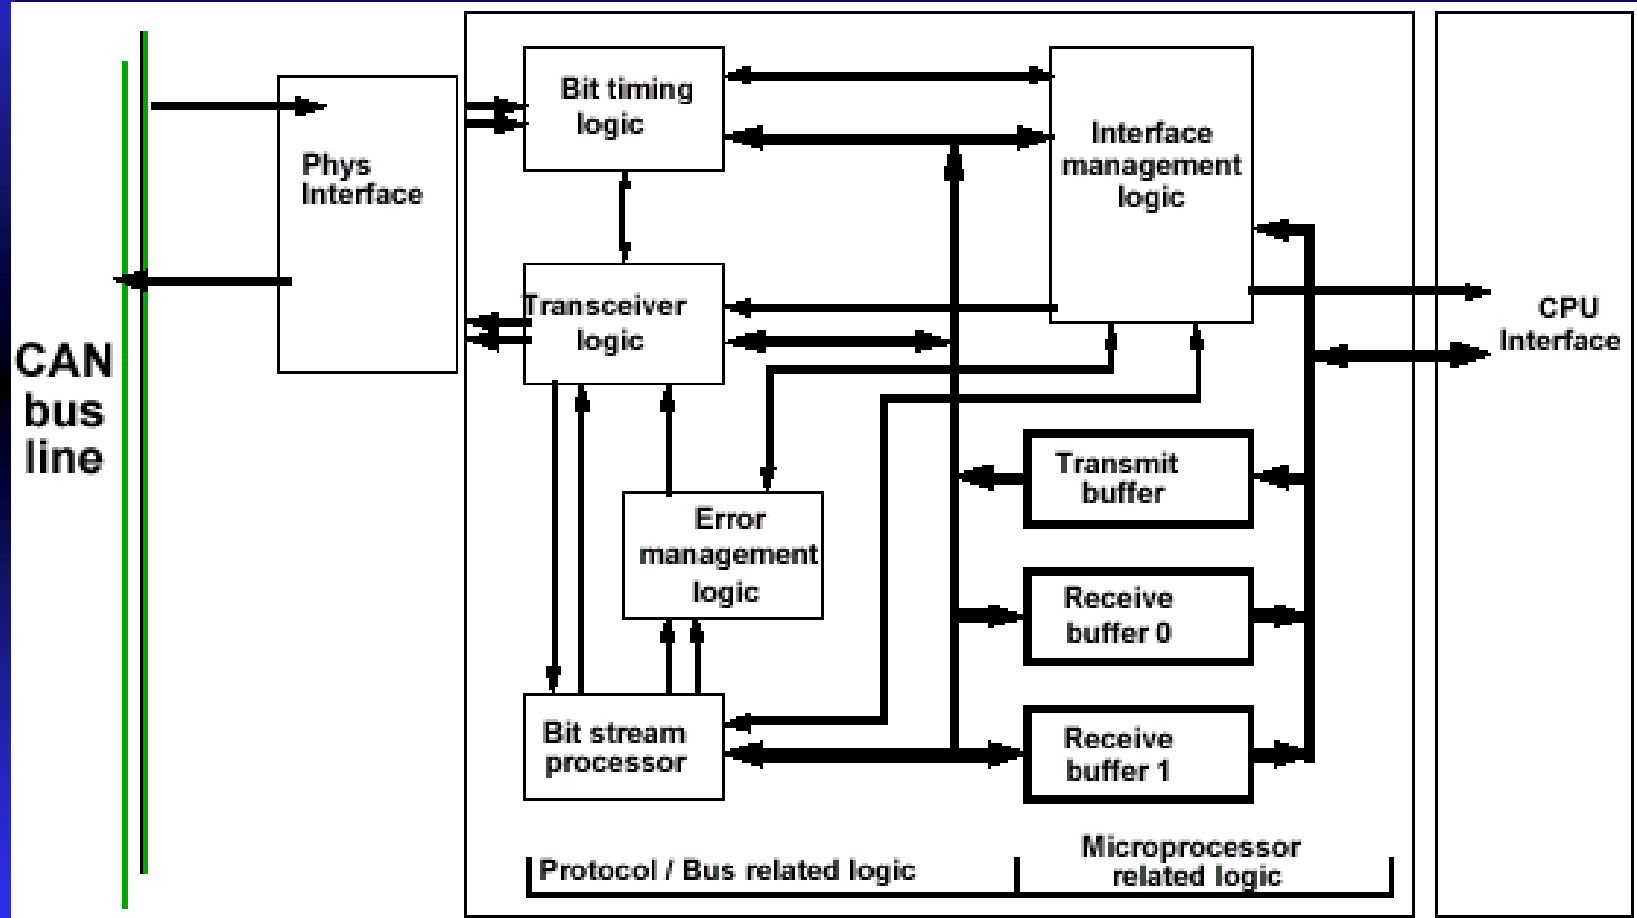 Bit timing
logic
Interface
management
logic
Phys
Interface
Transceiver
logic
CPU
Interface
CAN
bus
line
Transmit
buffer
Error
management
logic
Receive
buffer 0
Bit stream
processor
Receive
buffer 1
Protocol / Bus related logic
Microprocessor
related logic